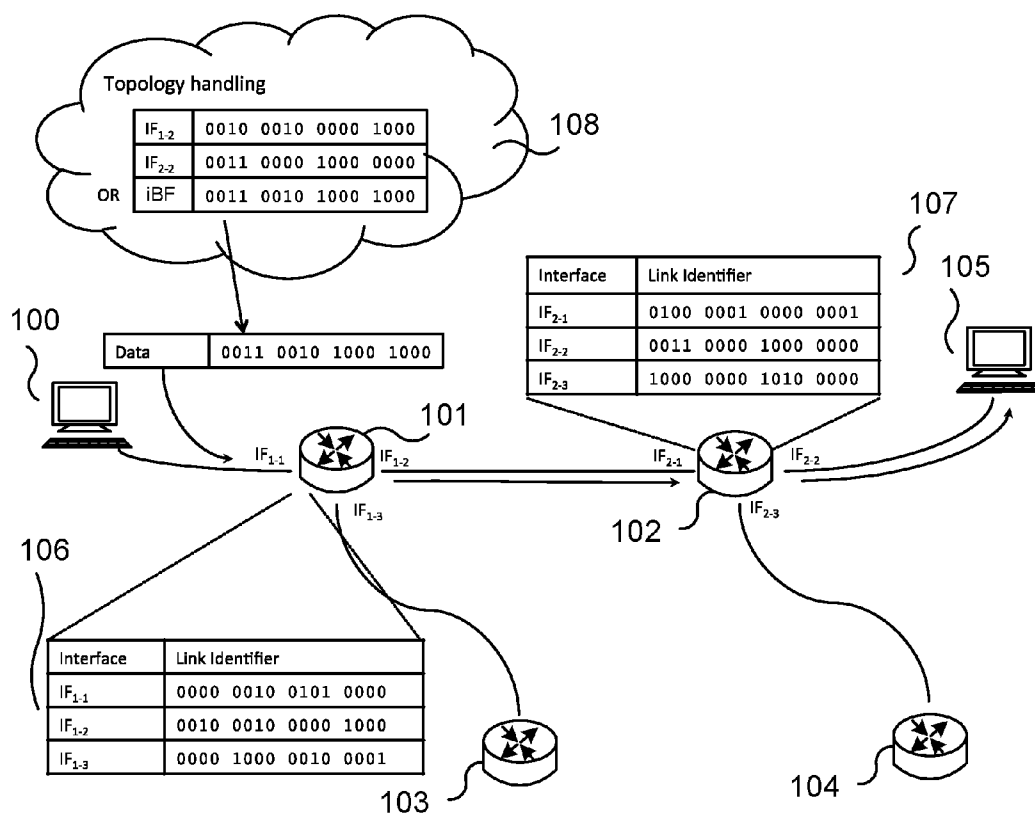 Topology handling
IF1-2 0010 0010 0000 1000
IF2-2 0011 0000 1000 0000
OR iBF 0011 0010 1000 1000
108
107
Interface Link Identifier
IF2-1 0100 0001 0000 0001
IF2-2 0011 0000 1000 0000
IF2-3 1000 0000 1010 0000
105
100
Data 0011 0010 1000 1000
101
IF1-1 IF1-2 IF2-1 IF2-2
IF1-3 102 IF2-3
106
Interface Link Identifier
IF1-1 0000 0010 0101 0000
IF1-2 0010 0010 0000 1000
IF1-3 0000 1000 0010 0001
103
104